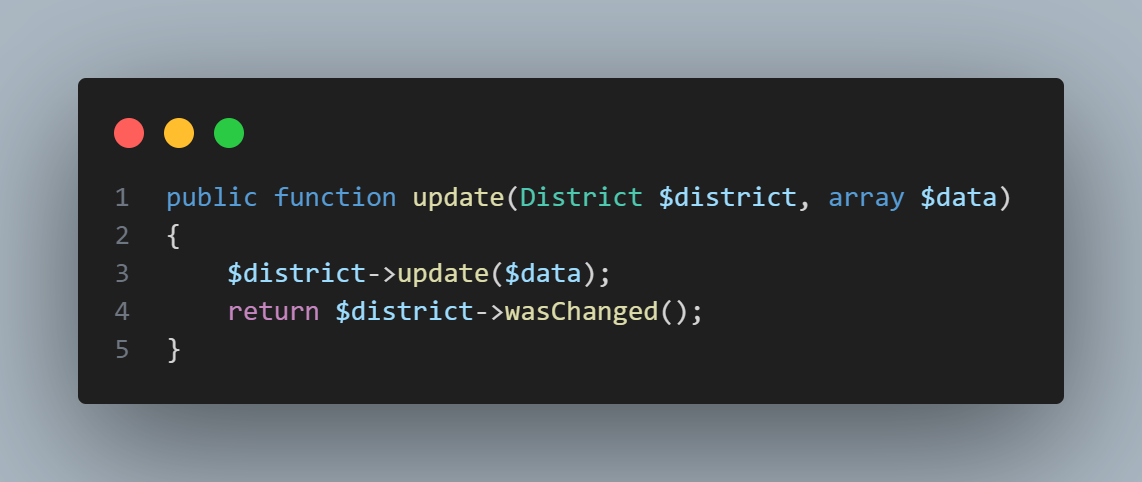 1 public function update(District $district, array $data)
2 {
3     $district->update($data);
4     return $district->wasChanged();
5 }